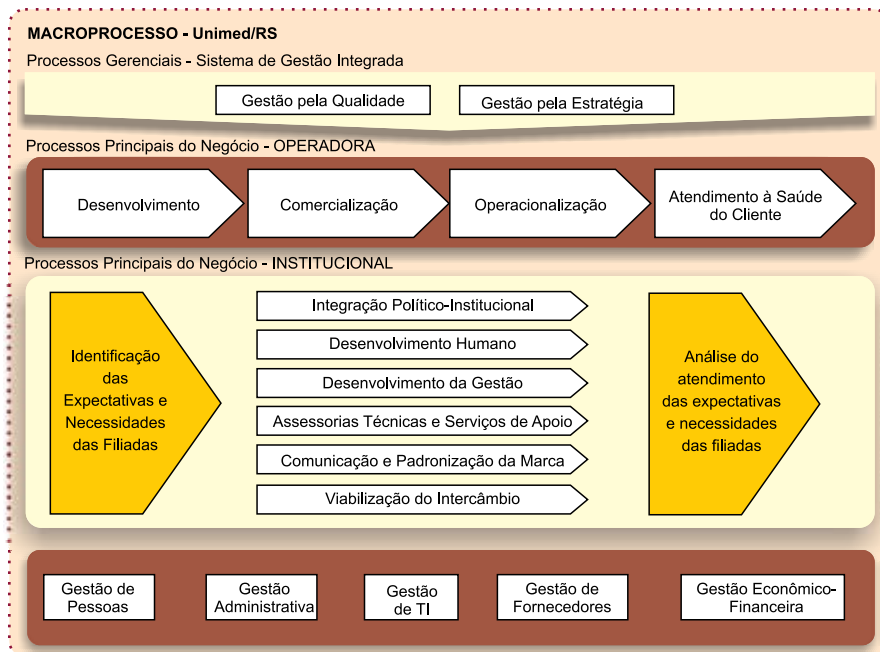 MACROPROCESSO - Unimed/RS
Processos Gerenciais - Sistema de Gestão Integrada
Gestão pela Qualidade
Gestão pela Estratégia
Processos Principais do Negócio - OPERADORA
Desenvolvimento
Comercialização
Operacionalização
Atendimento à Saúde
do Cliente
Processos Principais do Negócio - INSTITUCIONAL
Identificação
das
Expectativas e
Necessidades
das Filiadas
Integração Político-Institucional
Desenvolvimento Humano
Desenvolvimento da Gestão
Assessorias Técnicas e Serviços de Apoio
Comunicação e Padronização da Marca
Viabilização do Intercâmbio
Análise do
atendimento
das expectativas
e necessidades
das filiadas
Gestão de
Pessoas
Gestão
Administrativa
Gestão
de TI
Gestão de
Fornecedores
Gestão Econômico-
Financeira